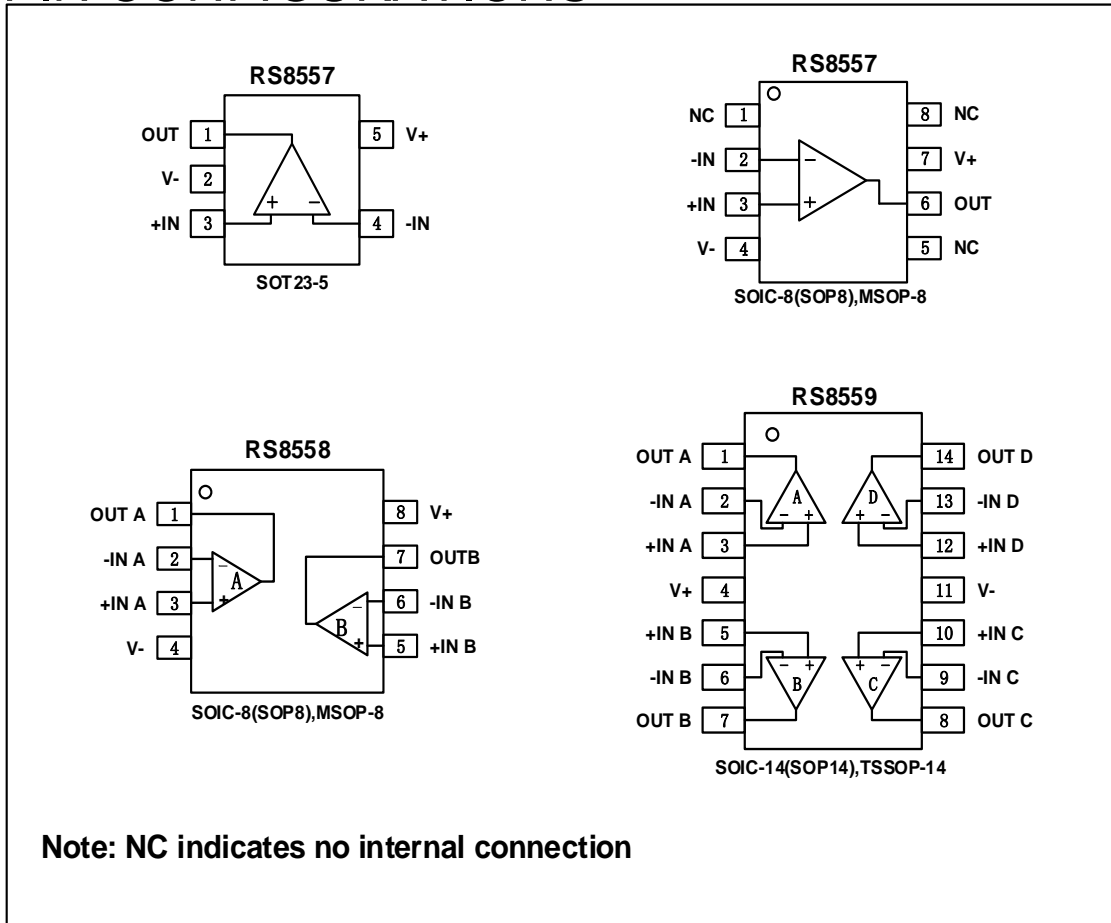 RS8557
OUT 1 5 V+
V- 2
+IN 3 4 -IN
+ −
SOT23-5
RS8557
NC 1 8 NC
-IN 2 − 7 V+
+IN 3 + 6 OUT
V- 4 5 NC
SOIC-8(SOP8),MSOP-8
RS8558
OUT A 1 8 V+
-IN A 2 − A 7 OUTB
+IN A 3 + − 6 -IN B
V- 4 B + 5 +IN B
SOIC-8(SOP8),MSOP-8
RS8559
OUT A 1 14 OUT D
-IN A 2 A D 13 -IN D
− + + −
+IN A 3 12 +IN D
V+ 4 11 V-
+IN B 5 10 +IN C
− + + −
-IN B 6 B C 9 -IN C
OUT B 7 8 OUT C
SOIC-14(SOP14),TSSOP-14
Note: NC indicates no internal connection